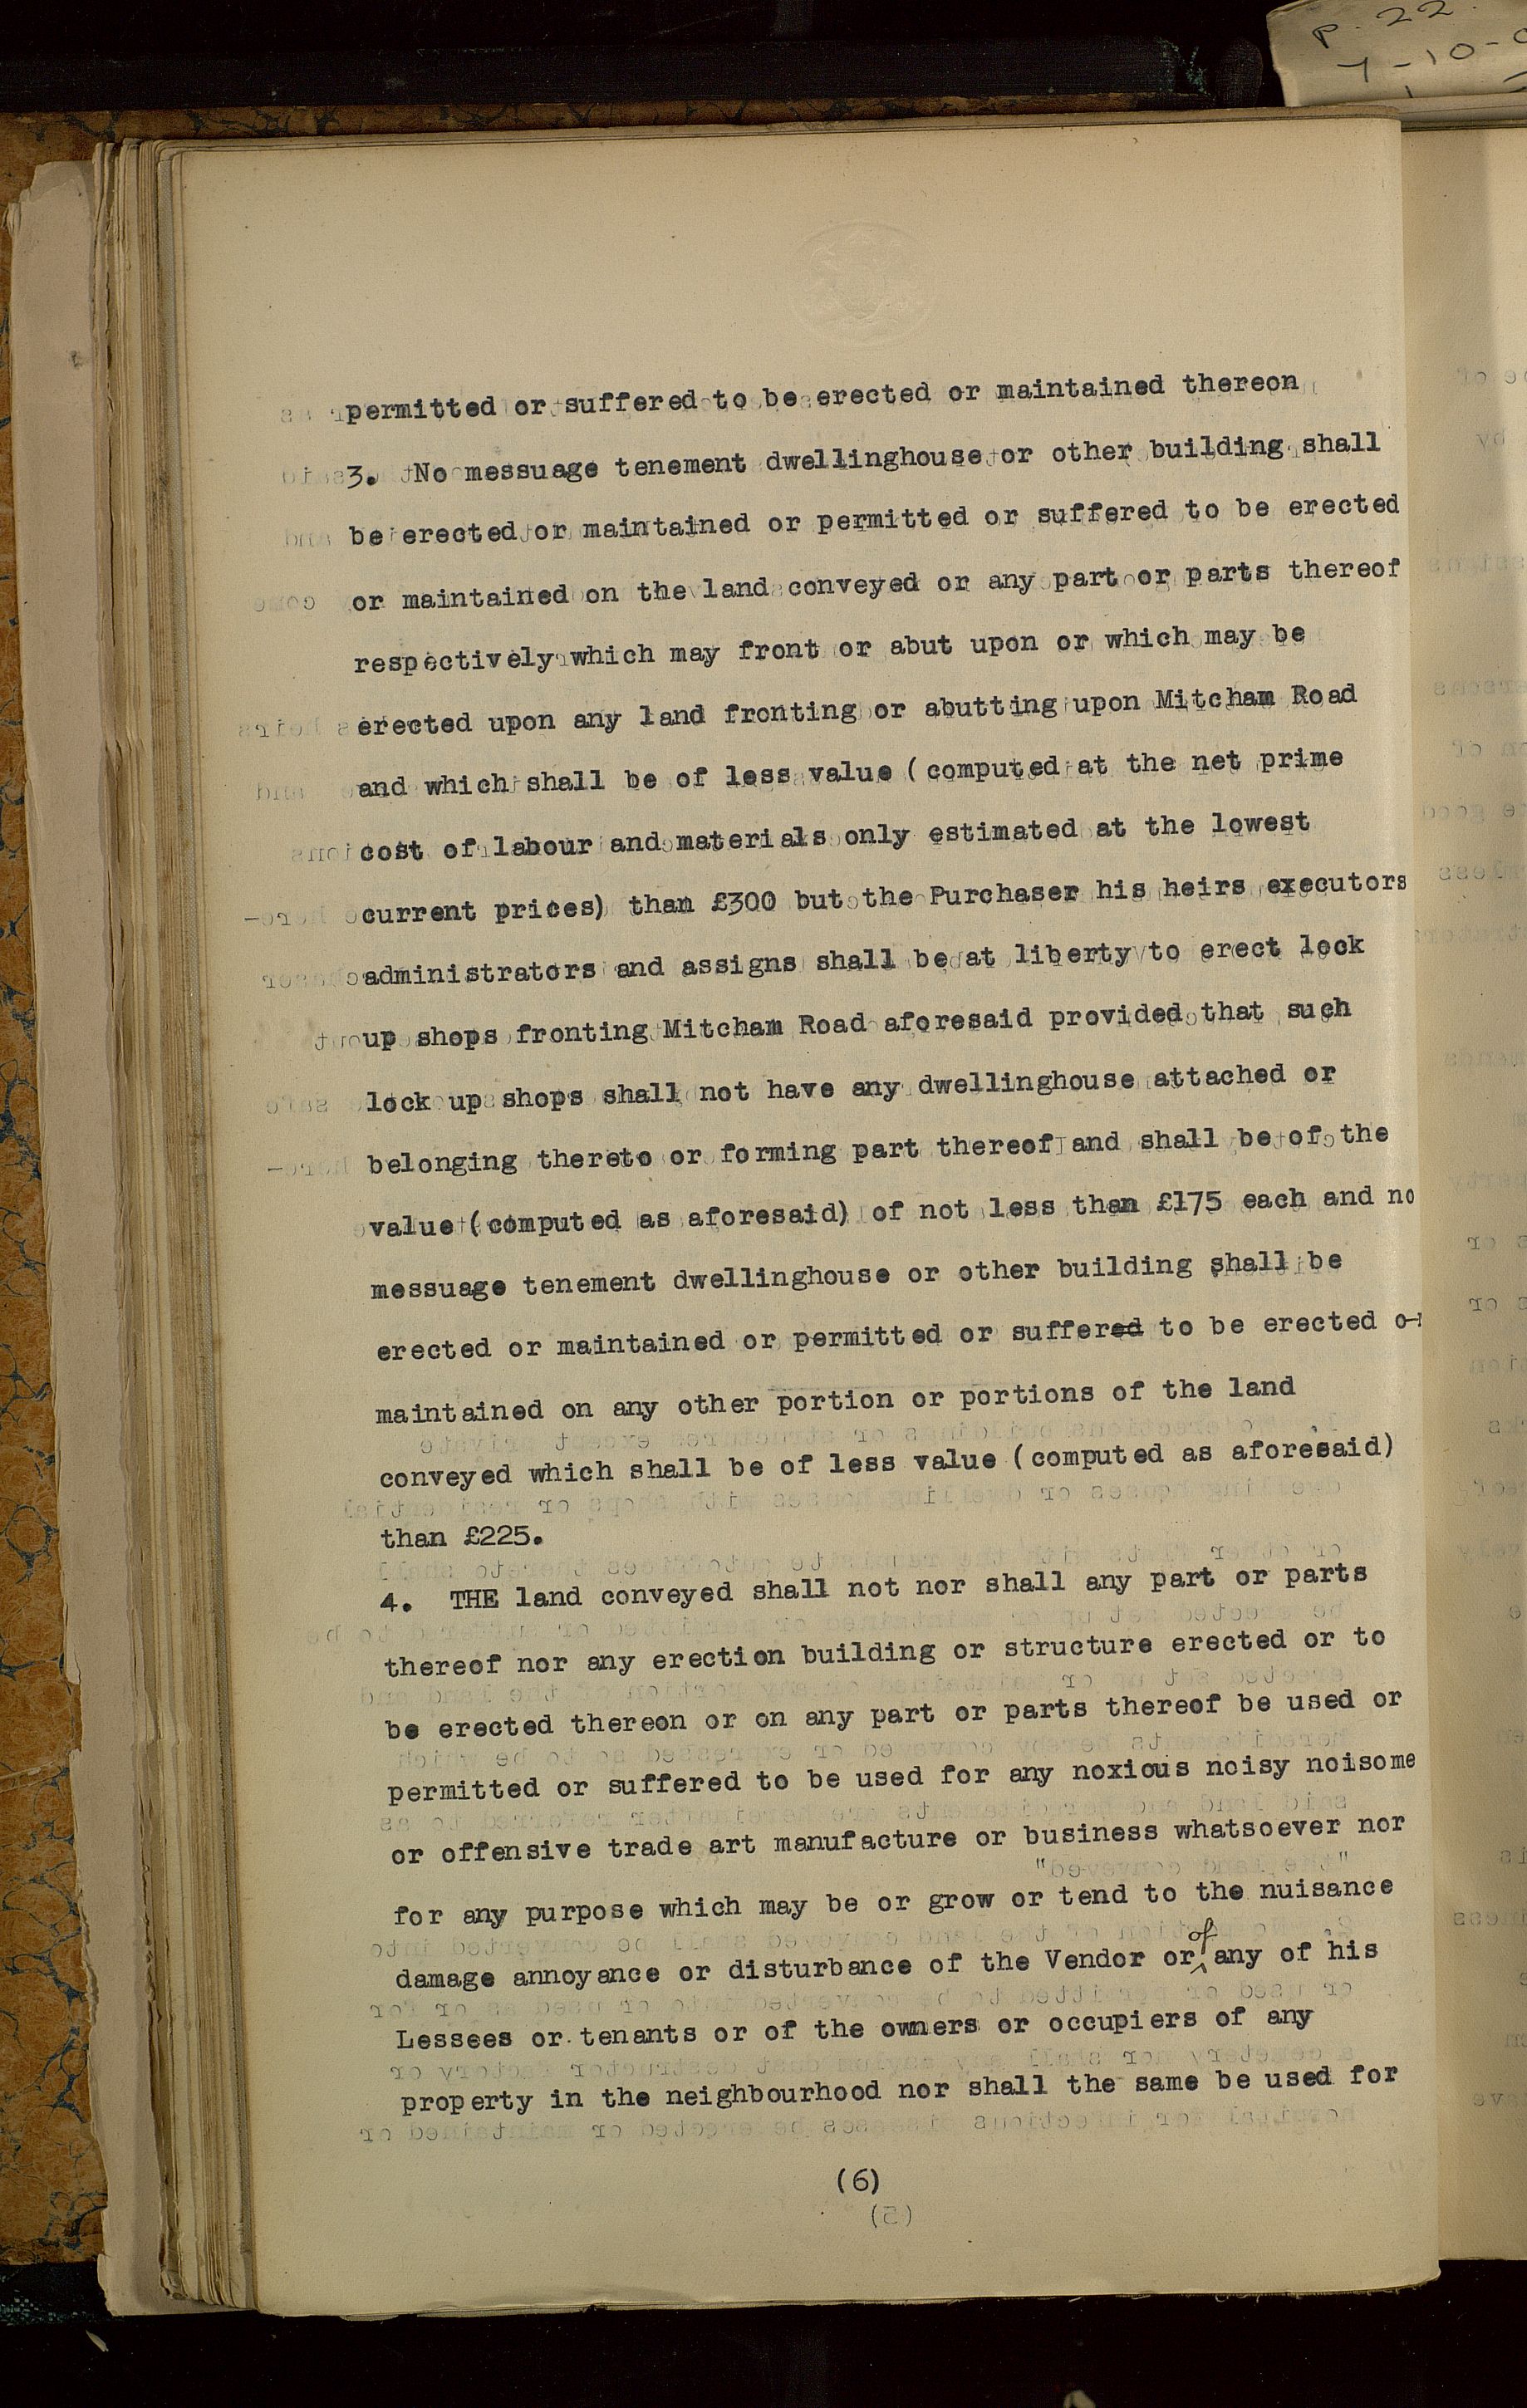 p. 22.
permitted or suffered to be erected or maintained thereon
3. No messuage tenement dwellinghouse or other building shall
be erected or maintained or permitted or suffered to be erected
or maintained on the land conveyed or any part or parts thereof
respectively which may front or abut upon or which may be
erected upon any land fronting or abutting upon Mitcham Road
and which shall be of less value (computed at the net prime
cost of labour and materials only estimated at the lowest
current prices) than £300 but the Purchaser his heirs executors
administrators and assigns shall be at liberty to erect lock
up shops fronting Mitcham Road aforesaid provided that such
lock up shops shall not have any dwellinghouse attached or
belonging thereto or forming part thereof and shall be of the
value (computed as aforesaid) of not less than £175 each and no
messuage tenement dwellinghouse or other building shall be
erected or maintained or permitted or suffered to be erected or
maintained on any other portion or portions of the land
conveyed which shall be of less value (computed as aforesaid)
than £225.
4. THE land conveyed shall not nor shall any part or parts
thereof nor any erection building or structure erected or to
be erected thereon or on any part or parts thereof be used or
permitted or suffered to be used for any noxious noisy noisome
or offensive trade art manufacture or business whatsoever nor
for any purpose which may be or grow or tend to the nuisance
damage annoyance or disturbance of the Vendor or of any of his
Lessees or tenants or of the owners or occupiers of any
property in the neighbourhood nor shall the same be used for
(6)